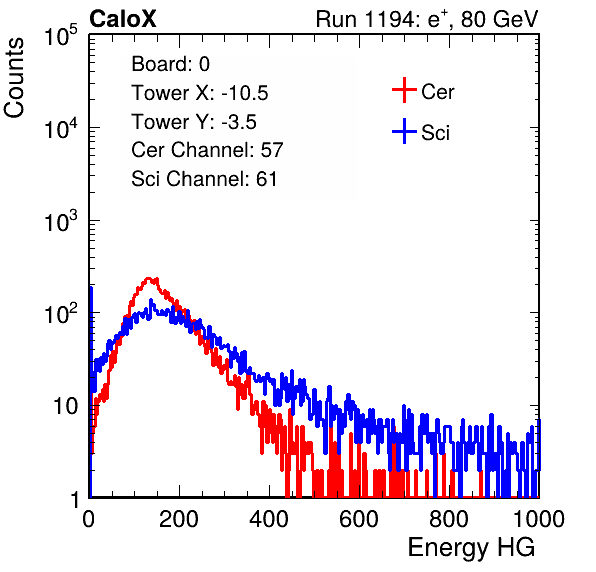 CaloX Run 1194: e⁺, 80 GeV
Counts
Board: 0
Tower X: -10.5
Tower Y: -3.5
Cer Channel: 57
Sci Channel: 61
Cer
Sci
10⁵
10⁴
10³
10²
10
1
0 200 400 600 800 1000
Energy HG